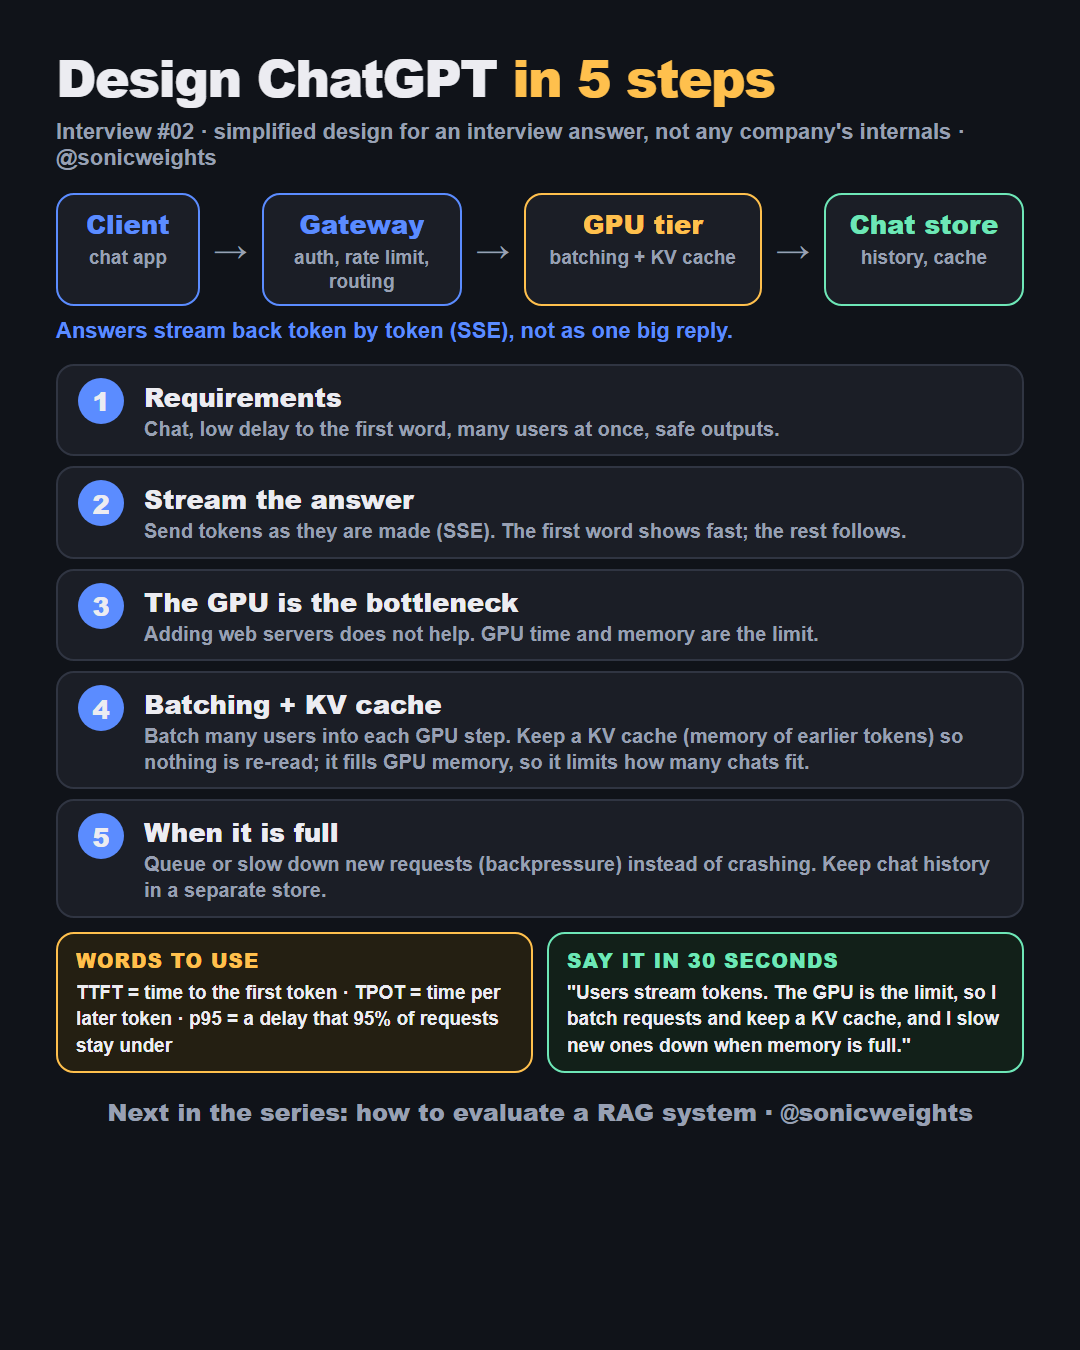 Design ChatGPT in 5 steps
Interview #02 · simplified design for an interview answer, not any company's internals ·
@sonicweights
Client
chat app
→
Gateway
auth, rate limit,
routing
→
GPU tier
batching + KV cache
→
Chat store
history, cache
Answers stream back token by token (SSE), not as one big reply.
1
Requirements
Chat, low delay to the first word, many users at once, safe outputs.
2
Stream the answer
Send tokens as they are made (SSE). The first word shows fast; the rest follows.
3
The GPU is the bottleneck
Adding web servers does not help. GPU time and memory are the limit.
4
Batching + KV cache
Batch many users into each GPU step. Keep a KV cache (memory of earlier tokens) so
nothing is re-read; it fills GPU memory, so it limits how many chats fit.
5
When it is full
Queue or slow down new requests (backpressure) instead of crashing. Keep chat history
in a separate store.
WORDS TO USE
TTFT = time to the first token · TPOT = time per
later token · p95 = a delay that 95% of requests
stay under
SAY IT IN 30 SECONDS
"Users stream tokens. The GPU is the limit, so I
batch requests and keep a KV cache, and I slow
new ones down when memory is full."
Next in the series: how to evaluate a RAG system · @sonicweights